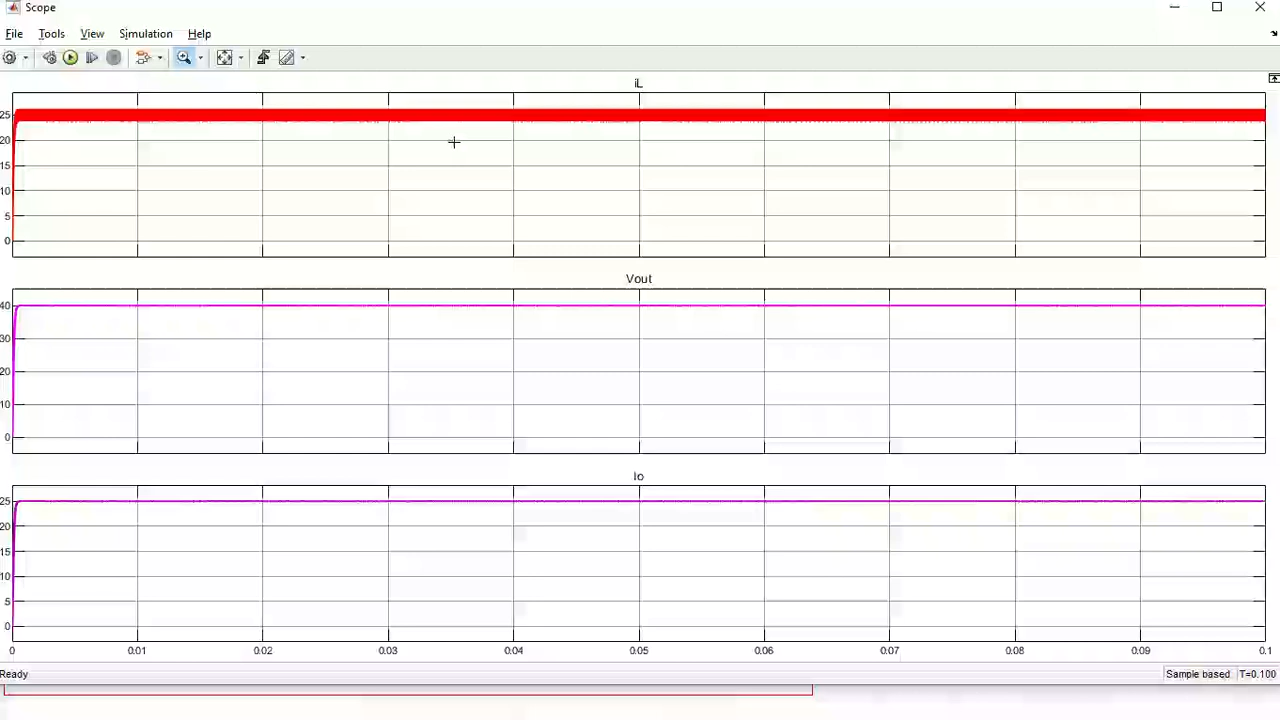 Scope
File Tools View Simulation Help
iL
25
20
15
10
5
0
Vout
40
30
20
10
0
Io
25
20
15
10
5
0
0 0.01 0.02 0.03 0.04 0.05 0.06 0.07 0.08 0.09 0.1
Ready Sample based T=0.100